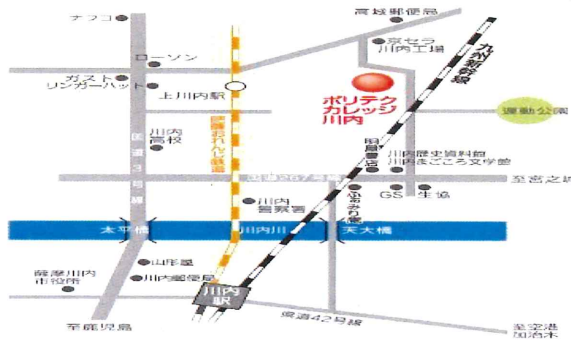 ナフコ
高城郵便局
ローソン
京セラ
川内工場
九州新幹線
ガスト
リンガーハット
上川内駅
ポリテク
カレッジ
川内
運動公園
国道3号線
川内
高校
肥薩おれんじ鉄道
川内歴史資料館
川内まごころ文学館
国道267号線
至宮之城
GS
生協
川内
警察署
太平橋
川内川
天大橋
山形屋
薩摩川内
市役所
川内郵便局
川内
駅
県道42号線
至鹿児島
至空港
加治木